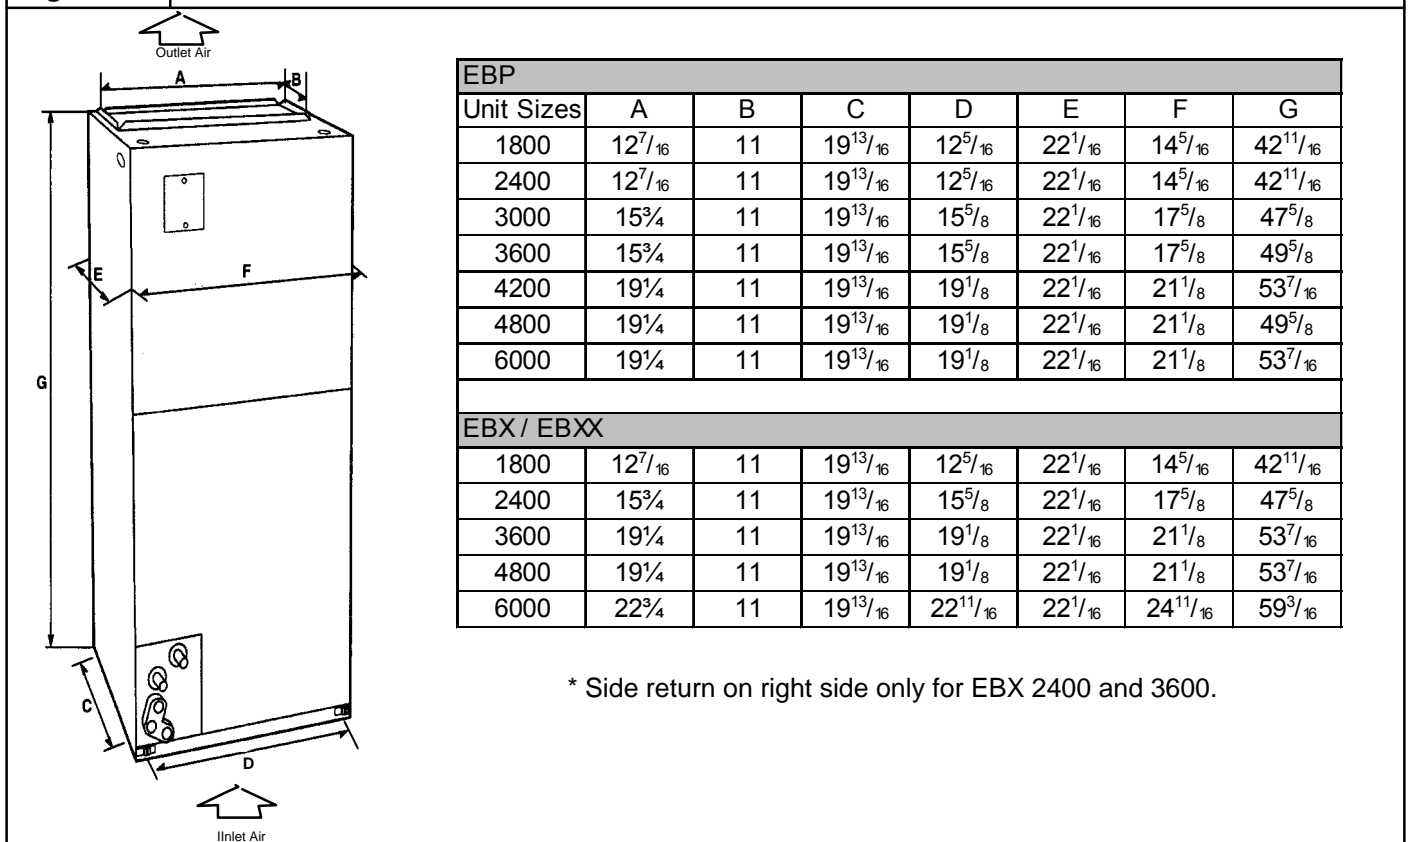 Outlet Air
A
B
E
F
G
C
D
IInlet Air
EBP
Unit Sizes A B C D E F G
1800 12⁷/₁₆ 11 19¹³/₁₆ 12⁵/₁₆ 22¹/₁₆ 14⁵/₁₆ 42¹¹/₁₆
2400 12⁷/₁₆ 11 19¹³/₁₆ 12⁵/₁₆ 22¹/₁₆ 14⁵/₁₆ 42¹¹/₁₆
3000 15¾ 11 19¹³/₁₆ 15⁵/₈ 22¹/₁₆ 17⁵/₈ 47⁵/₈
3600 15¾ 11 19¹³/₁₆ 15⁵/₈ 22¹/₁₆ 17⁵/₈ 49⁵/₈
4200 19¼ 11 19¹³/₁₆ 19¹/₈ 22¹/₁₆ 21¹/₈ 53⁷/₁₆
4800 19¼ 11 19¹³/₁₆ 19¹/₈ 22¹/₁₆ 21¹/₈ 49⁵/₈
6000 19¼ 11 19¹³/₁₆ 19¹/₈ 22¹/₁₆ 21¹/₈ 53⁷/₁₆
EBX / EBXX
1800 12⁷/₁₆ 11 19¹³/₁₆ 12⁵/₁₆ 22¹/₁₆ 14⁵/₁₆ 42¹¹/₁₆
2400 15¾ 11 19¹³/₁₆ 15⁵/₈ 22¹/₁₆ 17⁵/₈ 47⁵/₈
3600 19¼ 11 19¹³/₁₆ 19¹/₈ 22¹/₁₆ 21¹/₈ 53⁷/₁₆
4800 19¼ 11 19¹³/₁₆ 19¹/₈ 22¹/₁₆ 21¹/₈ 53⁷/₁₆
6000 22¾ 11 19¹³/₁₆ 22¹¹/₁₆ 22¹/₁₆ 24¹¹/₁₆ 59³/₁₆
* Side return on right side only for EBX 2400 and 3600.